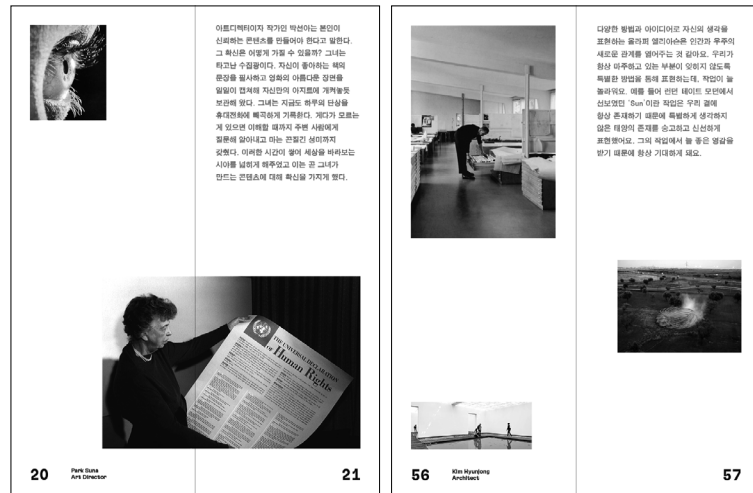 아트디렉터이자 작가인 박선아는 본인이
신뢰하는 콘텐츠를 만들어야 한다고 말한다.
그 확신은 어떻게 가질 수 있을까? 그녀는
타고난 수집광이다. 자신이 좋아하는 책의
문장을 필사하고 영화의 아름다운 장면을
일일이 캡쳐해 자신만의 아지트에 개켜놓듯
보관해 왔다. 그녀는 지금도 하루의 단상을
휴대전화에 빼곡하게 기록한다. 게다가 모르는
게 있으면 이해할 때까지 주변 사람에게
질문해 알아내고 마는 끈질긴 성미까지
갖췄다. 이러한 시간이 쌓여 세상을 바라보는
시야를 넓히게 해주었고 이는 곧 그녀가
만드는 콘텐츠에 대해 확신을 가지게 했다.
THE UNIVERSAL DECLARATION
OF Human Rights
20
Park Suna
Art Director
21
다양한 방법과 아이디어로 자신의 생각을
표현하는 올라퍼 엘리아슨은 인간과 우주의
새로운 관계를 열어주는 것 같아요. 우리가
항상 마주하고 있는 부분이 잊히지 않도록
특별한 방법을 통해 표현하는데, 작업이 늘
놀라워요. 예를 들어 런던 테이트 모던에서
선보였던 'Sun'이란 작업은 우리 곁에
항상 존재하기 때문에 특별하게 생각하지
않은 태양의 존재를 숭고하고 신선하게
표현했어요. 그의 작업에서 늘 좋은 영감을
받기 때문에 항상 기대하게 돼요.
56
Kim Hyunjong
Architect
57